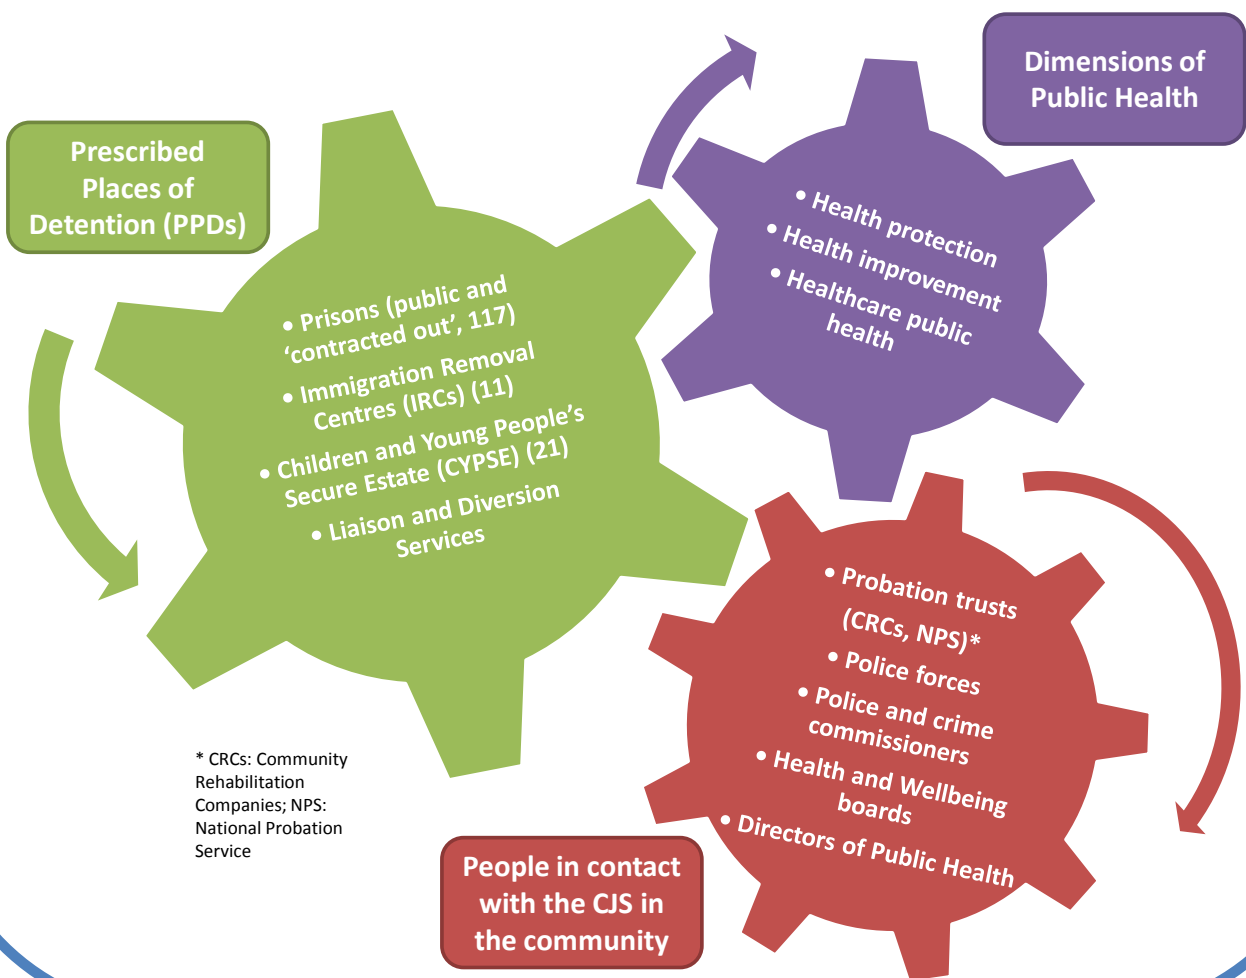 Dimensions of
Public Health
Prescribed
Places of
Detention (PPDs)
• Health protection
• Health improvement
• Healthcare public
health
• Prisons (public and
‘contracted out’, 117)
• Immigration Removal
Centres (IRCs) (11)
• Children and Young People’s
Secure Estate (CYPSE) (21)
• Liaison and Diversion
Services
• Probation trusts
(CRCs, NPS)*
• Police forces
• Police and crime
commissioners
• Health and Wellbeing
boards
• Directors of Public Health
* CRCs: Community
Rehabilitation
Companies; NPS:
National Probation
Service
People in contact
with the CJS in
the community